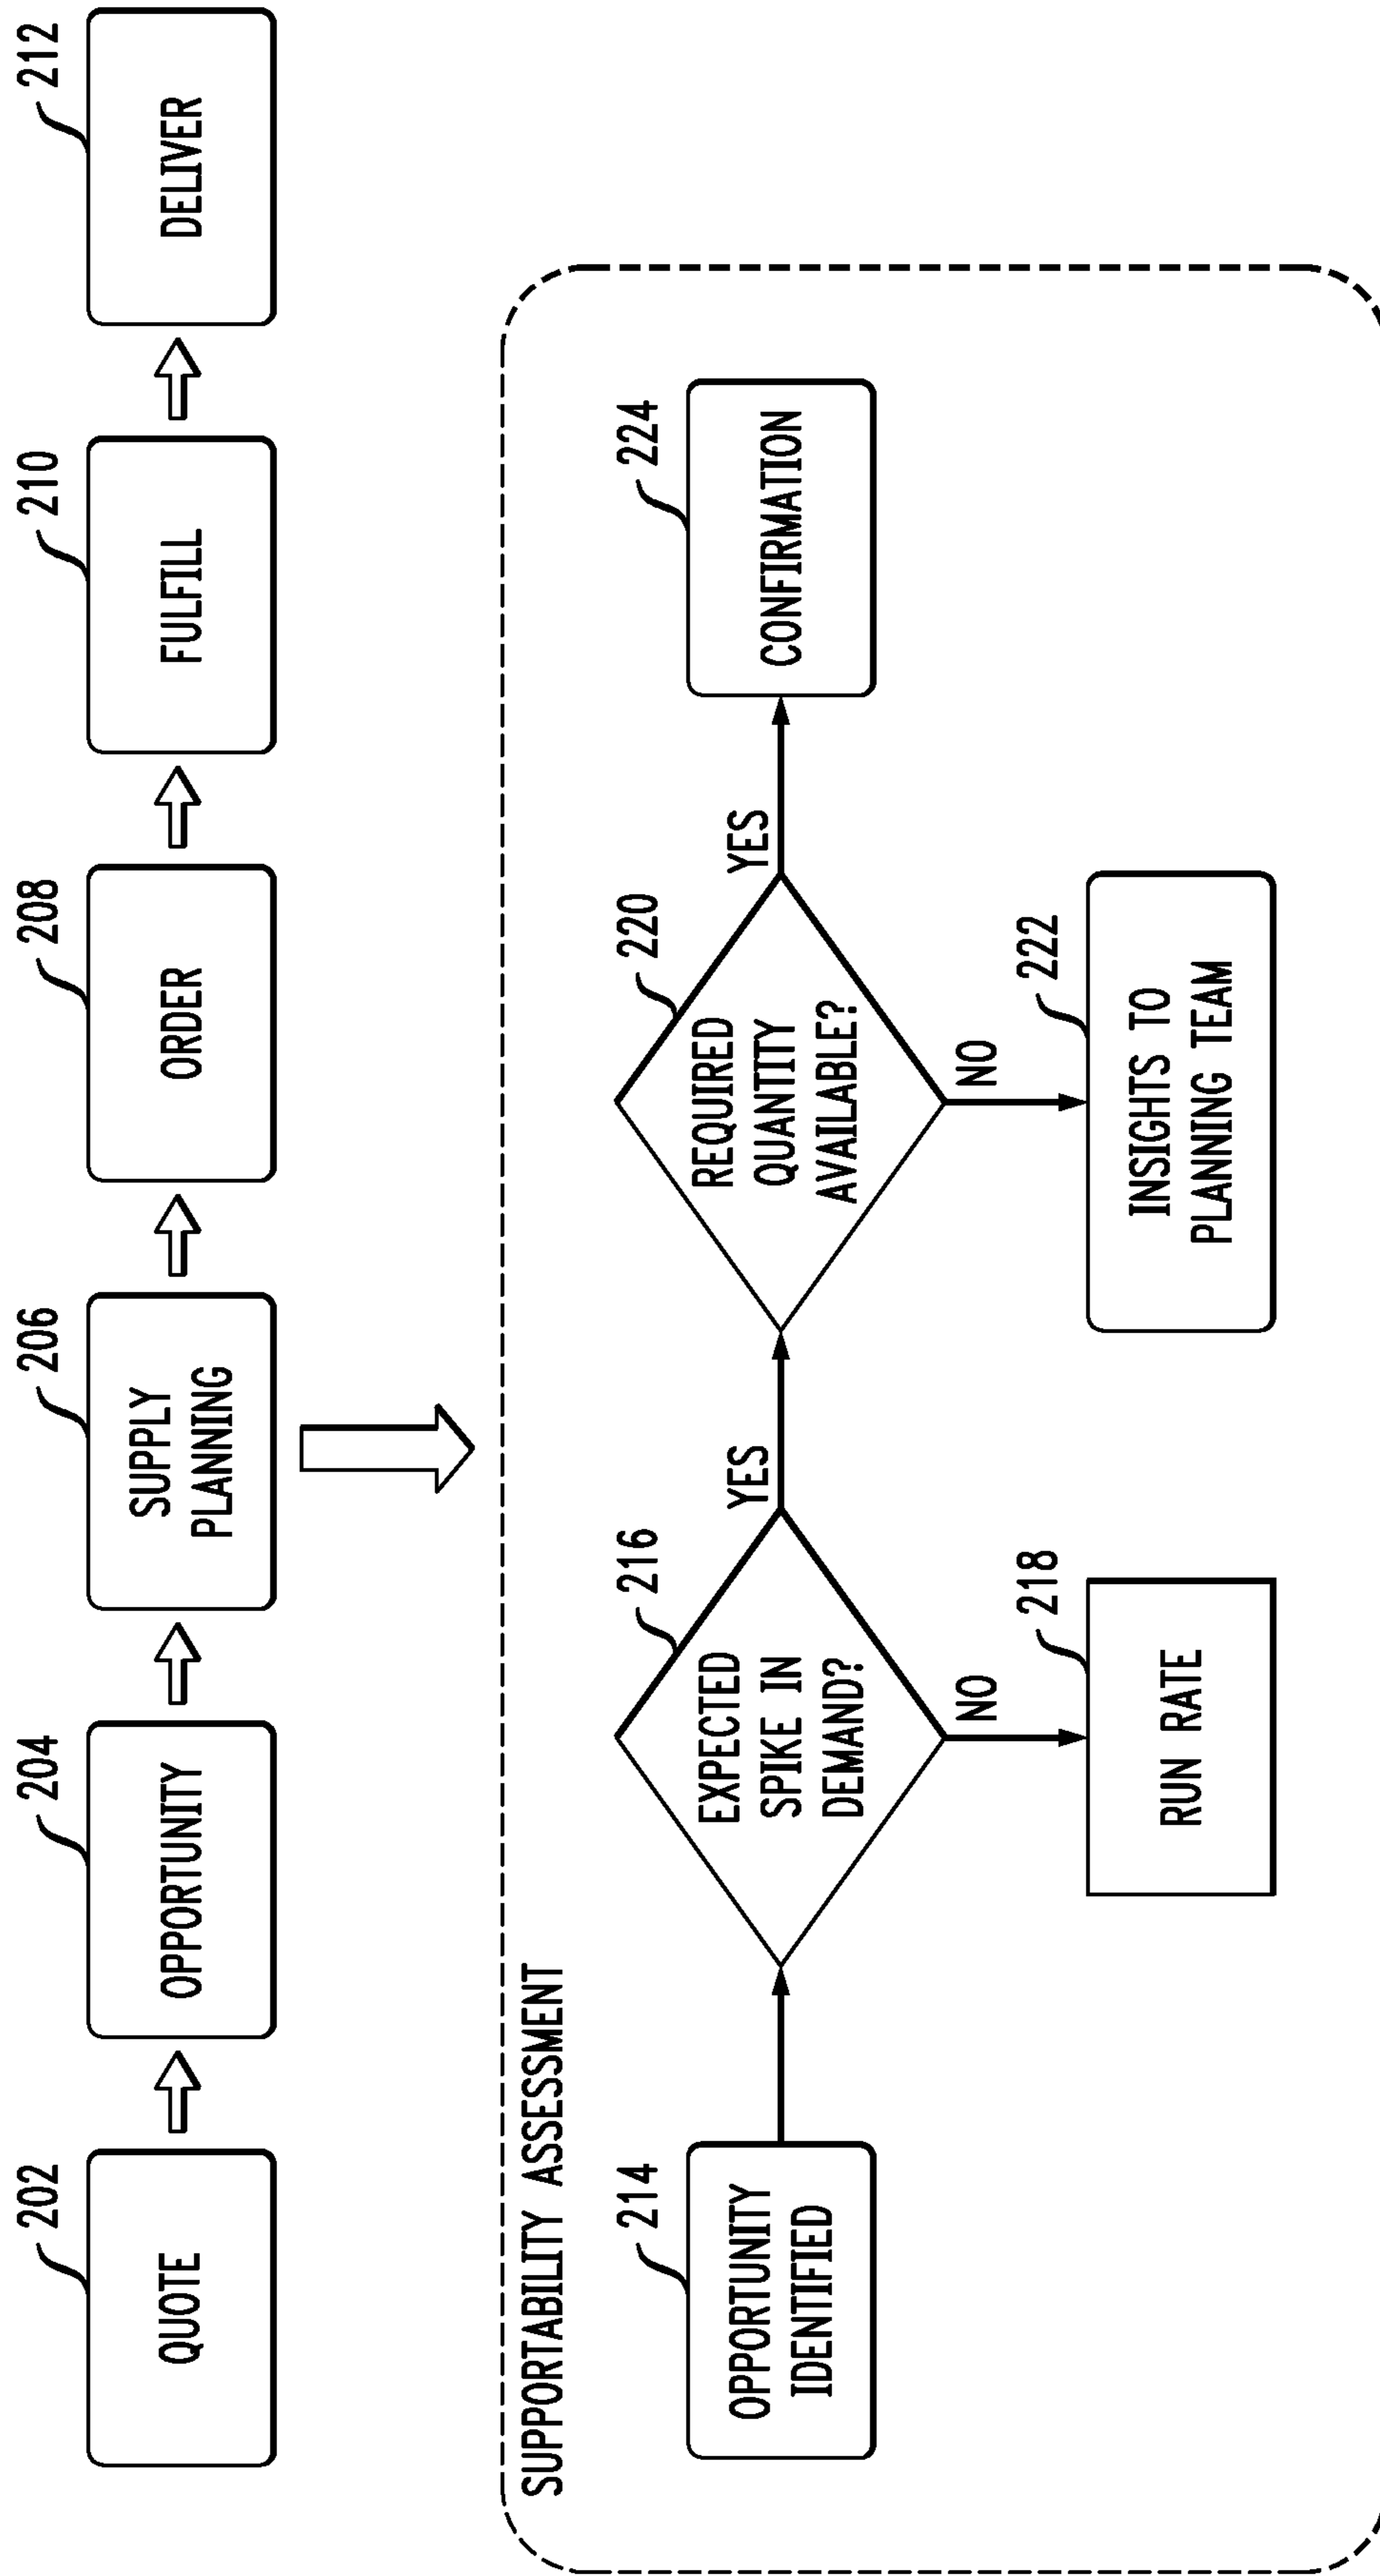 202
QUOTE
204
OPPORTUNITY
206
SUPPLY
PLANNING
208
ORDER
210
FULFILL
212
DELIVER
SUPPORTABILITY ASSESSMENT
214
OPPORTUNITY
IDENTIFIED
216
EXPECTED
SPIKE IN
DEMAND?
YES
NO
218
RUN RATE
220
REQUIRED
QUANTITY
AVAILABLE?
YES
NO
222
INSIGHTS TO
PLANNING TEAM
224
CONFIRMATION